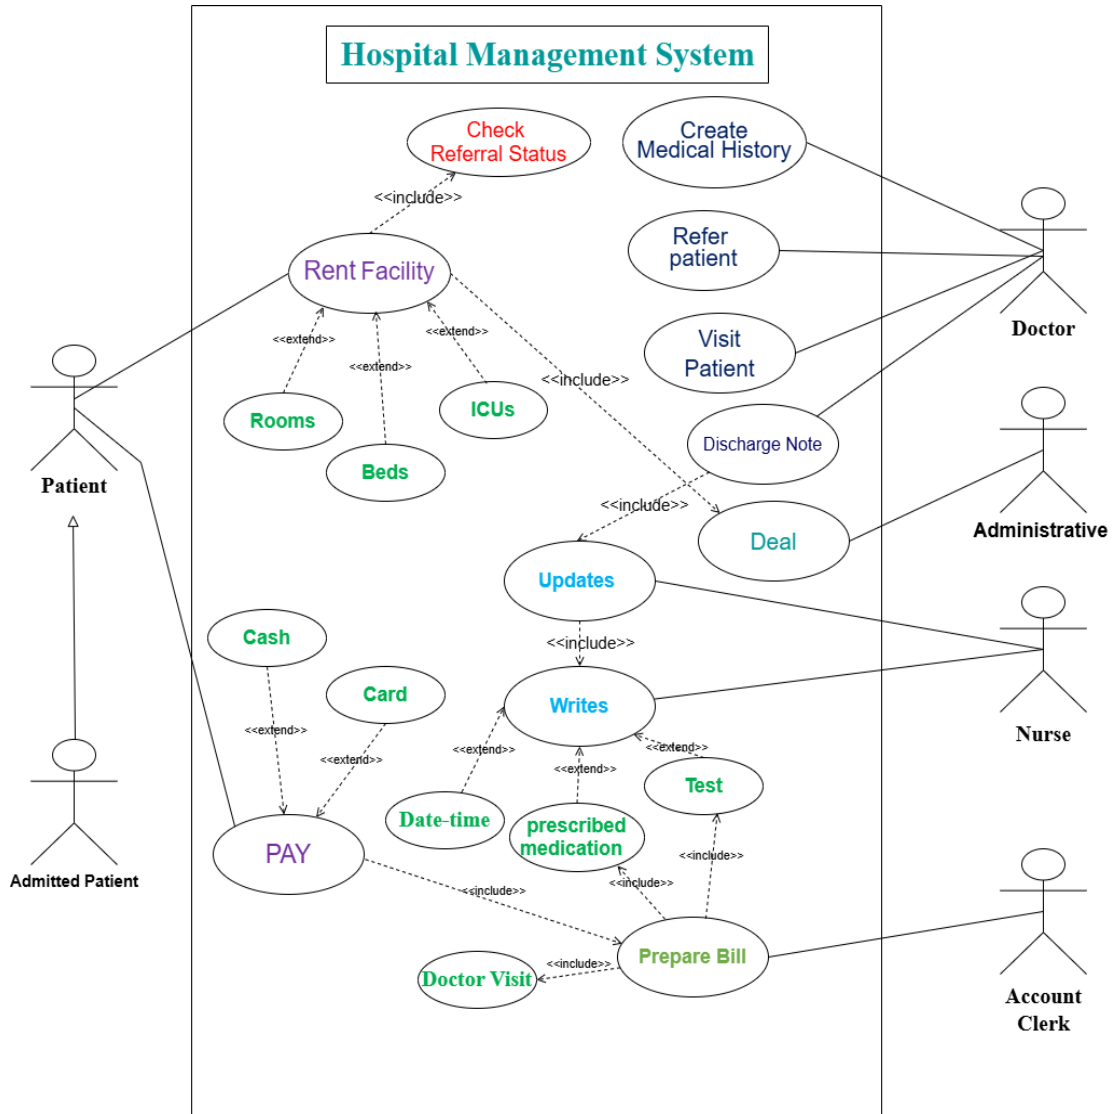 Hospital Management System
Check
Referral Status
Create
Medical History
<<include>>
Refer
patient
Rent Facility
Doctor
<<extend>>
<<extend>>
<<extend>>
Visit
Patient
<<include>>
Rooms
ICUs
Beds
Discharge Note
Patient
<<include>>
Deal
Administrative
Updates
Cash
<<include>>
Card
Writes
Nurse
<<extend>>
<<extend>>
<<extend>>
<<extend>>
<<extend>>
Test
Date-time
prescribed
medication
PAY
Admitted Patient
<<include>>
<<include>>
<<include>>
Prepare Bill
<<include>>
Doctor Visit
Account
Clerk